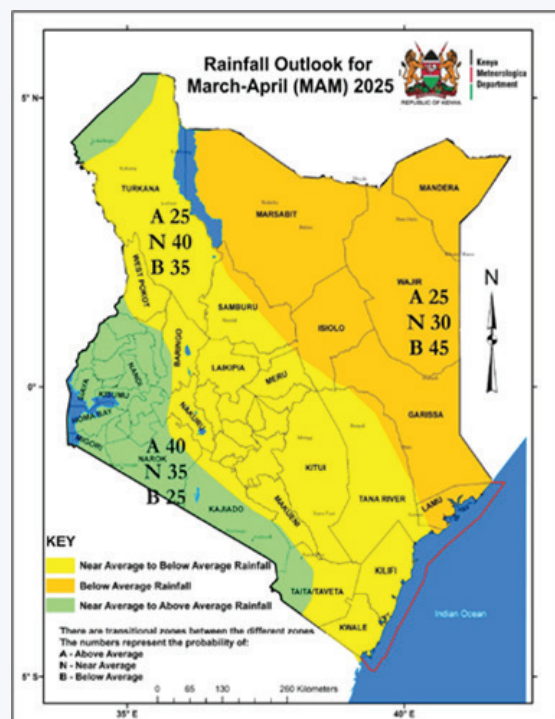 Rainfall Outlook for
March-April (MAM) 2025
REPUBLIC OF KENYA
Kenya
Meteorologica
Department
5° N
MANDERA
TURKANA
MARSABIT
A 25
N 40
B 35
WAJIR
A 25
N 30
B 45
N
WEST POKOT
SAMBURU
ISIOLO
BARINGO
LAIKIPIA
MERU
0°
NANDI
SIAYA
KISUMU
HOMA BAY
NAKURU
GARISSA
MIGORI
NAROK
A 40
N 35
B 25
KITUI
TANA RIVER
LAMU
KAJIADO
MAKUENI
KEY
Near Average to Below Average Rainfall
Below Average Rainfall
Near Average to Above Average Rainfall
KILIFI
TAITA/TAVETA
Indian Ocean
KWALE
There are transitional zones between the different zones
The numbers represent the probability of:
A - Above Average
N - Near Average
B - Below Average
0 65 130 260 Kilometers
5° S
35° E
40° E